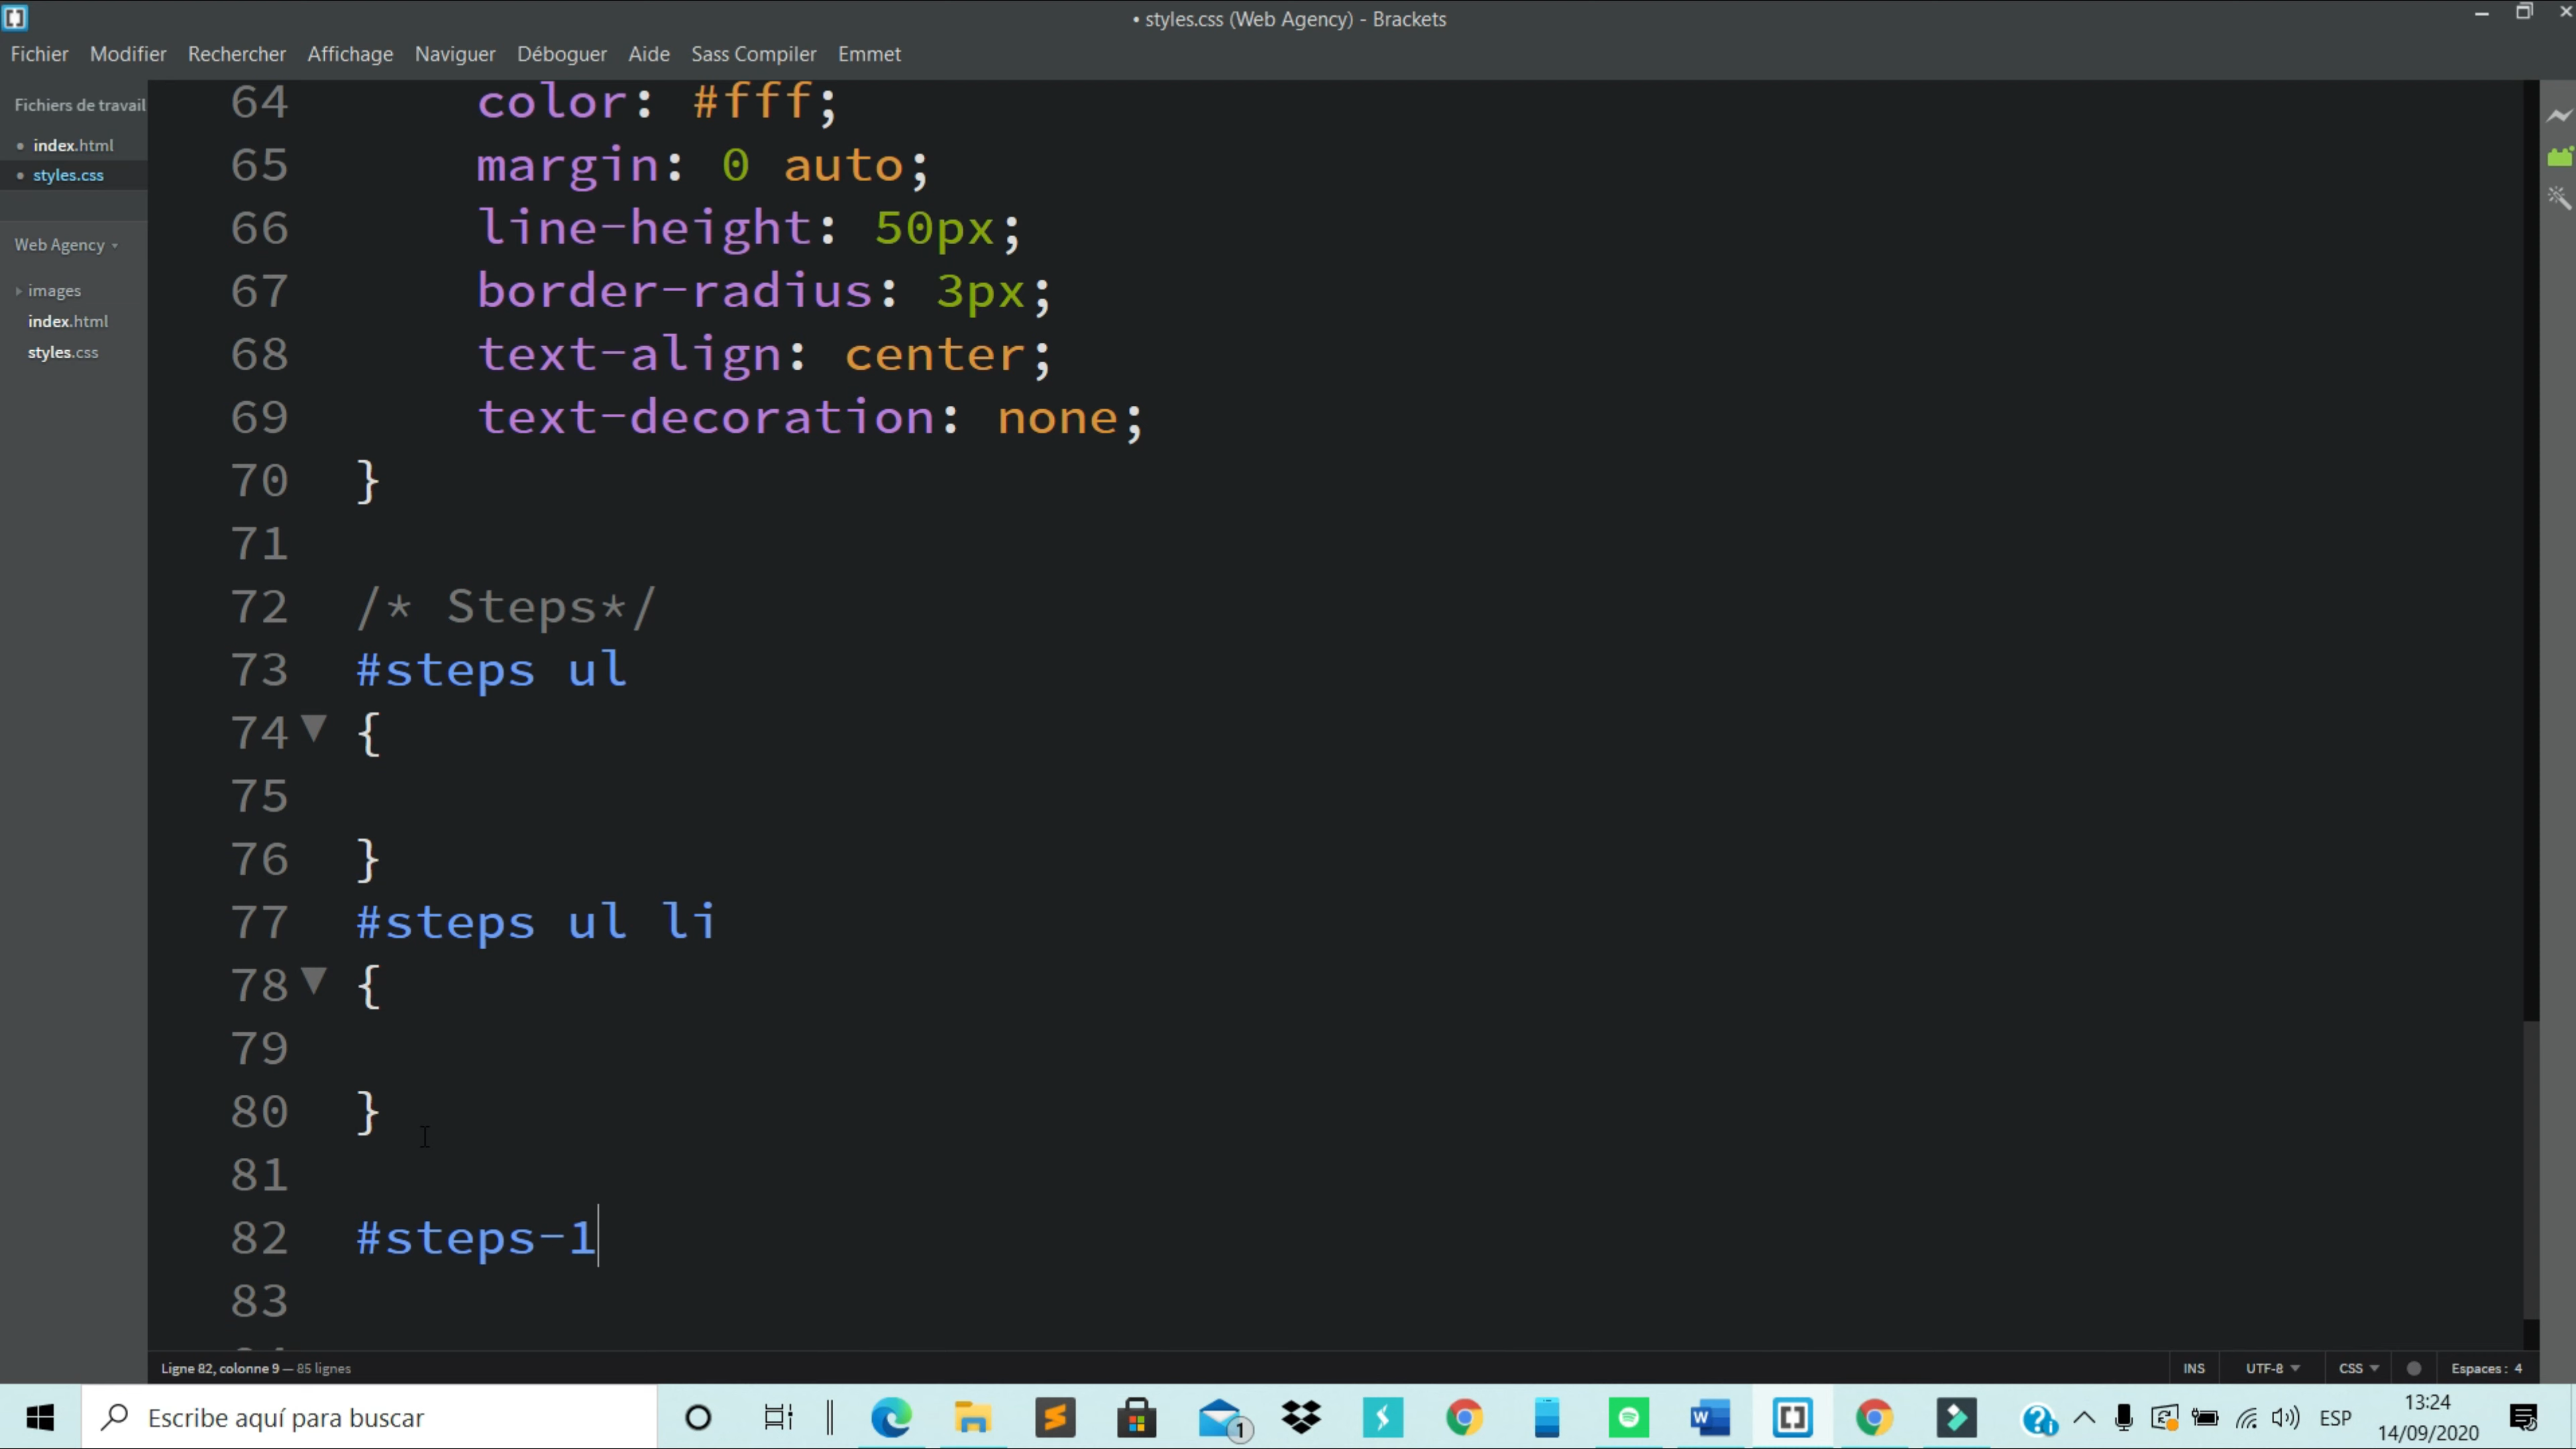 • styles.css (Web Agency) - Brackets
Fichier Modifier Rechercher Affichage Naviguer Déboguer Aide Sass Compiler Emmet
Fichiers de travail
• index.html
• styles.css
Web Agency
images
index.html
styles.css
64 color: #fff;
65 margin: 0 auto;
66 line-height: 50px;
67 border-radius: 3px;
68 text-align: center;
69 text-decoration: none;
70 }
71
72 /* Steps*/
73 #steps ul
74 {
75
76 }
77 #steps ul li
78 {
79
80 }
81
82 #steps-1
83
Ligne 82, colonne 9 — 85 lignes
INS UTF-8 CSS Espaces : 4
Escribe aquí para buscar
1
ESP
13:24
14/09/2020